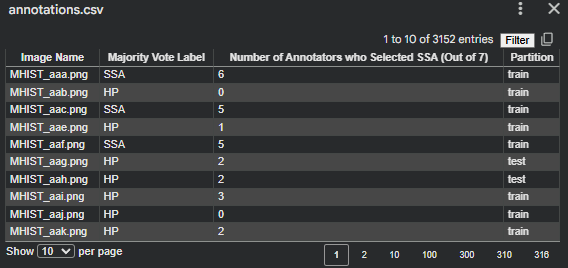 annotations.csv
1 to 10 of 3152 entries Filter
Image Name Majority Vote Label Number of Annotators who Selected SSA (Out of 7) Partition
MHIST_aaa.png SSA 6 train
MHIST_aab.png HP 0 train
MHIST_aac.png SSA 5 train
MHIST_aae.png HP 1 train
MHIST_aaf.png SSA 5 train
MHIST_aag.png HP 2 test
MHIST_aah.png HP 2 test
MHIST_aai.png HP 3 train
MHIST_aaj.png HP 0 train
MHIST_aak.png HP 2 train
Show 10 per page 1 2 10 100 300 310 316